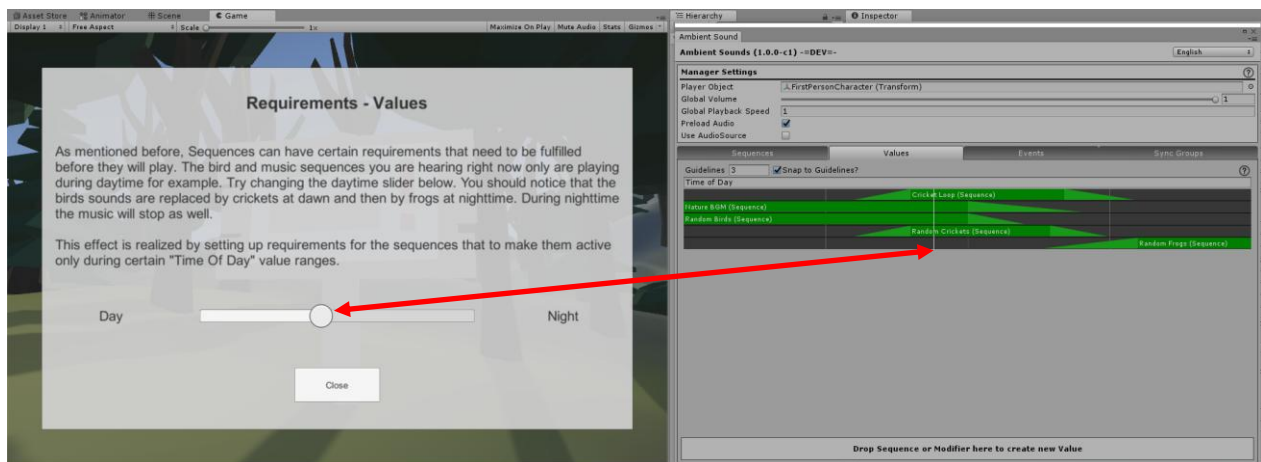 Asset Store
Animator
Scene
Game
Display 1
Free Aspect
Scale
1x
Maximize On Play
Mute Audio
Stats
Gizmos
Requirements - Values
As mentioned before, Sequences can have certain requirements that need to be fulfilled
before they will play. The bird and music sequences you are hearing right now only are playing
during daytime for example. Try changing the daytime slider below. You should notice that the
birds sounds are replaced by crickets at dawn and then by frogs at nighttime. During nighttime
the music will stop as well.
This effect is realized by setting up requirements for the sequences that to make them active
only during certain "Time Of Day" value ranges.
Day
Night
Close
Hierarchy
Inspector
Ambient Sound
Ambient Sounds (1.0.0-c1) -=DEV=-
English
Manager Settings
Player Object
FirstPersonCharacter (Transform)
Global Volume
1
Global Playback Speed
1
Preload Audio
Use AudioSource
Sequences
Values
Events
Sync Groups
Guidelines
3
Snap to Guidelines?
Time of Day
Cricket Loop (Sequence)
Nature BGM (Sequence)
Random Birds (Sequence)
Random Crickets (Sequence)
Random Frogs (Sequence)
Drop Sequence or Modifier here to create new Value